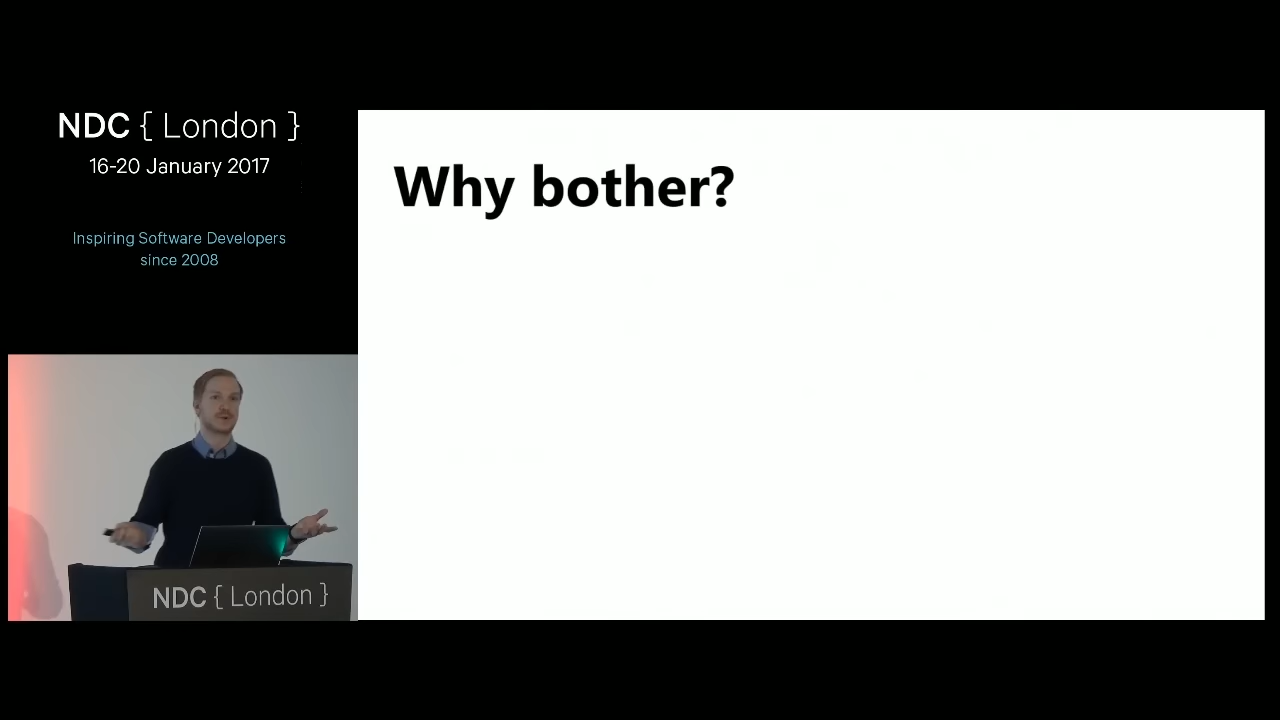 NDC { London }
16-20 January 2017
Inspiring Software Developers
since 2008
Why bother?
NDC { London }